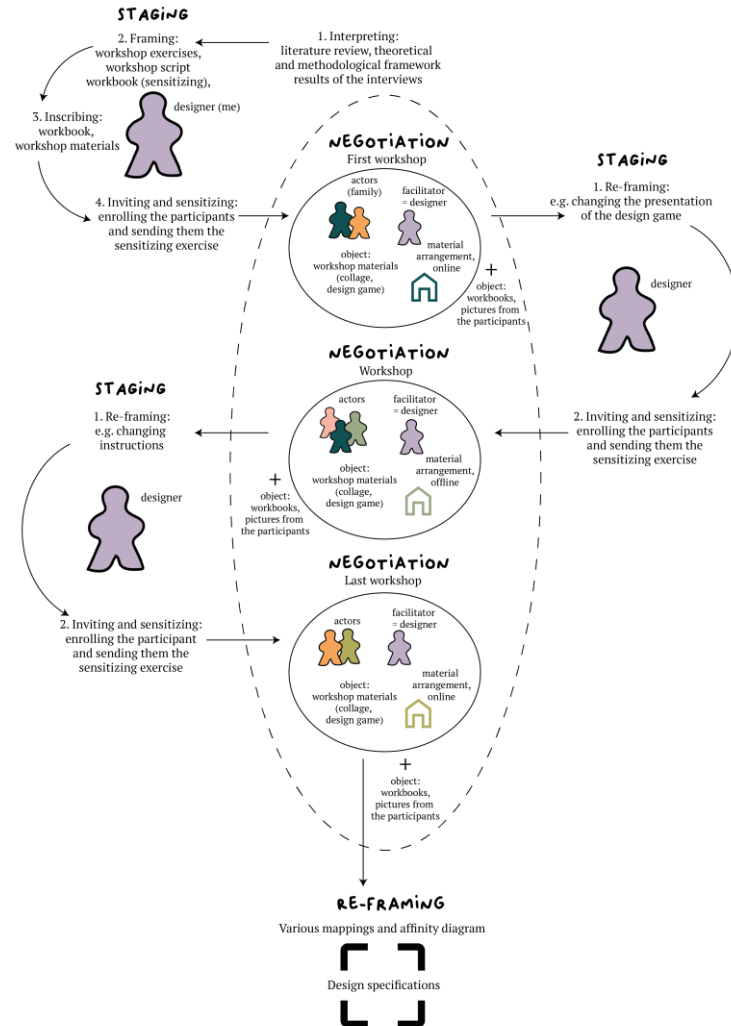 STAGING
2. Framing:
workshop exercises,
workshop script
workbook (sensitizing),
1. Interpreting:
literature review, theoretical
and methodological framework
results of the interviews
designer (me)
3. Inscribing:
workbook,
workshop materials
4. Inviting and sensitizing:
enrolling the participants
and sending them the
sensitizing exercise
NEGOTIATION
First workshop
actors
(family)
facilitator
= designer
object:
workshop materials
(collage,
design game)
material
arrangement,
online
+
object:
workbooks,
pictures from
the participants
STAGING
1. Re-framing:
e.g. changing the presentation
of the design game
designer
2. Inviting and sensitizing:
enrolling the participants
and sending them the
sensitizing exercise
NEGOTIATION
Workshop
actors
facilitator
= designer
object:
workshop materials
(collage,
design game)
material
arrangement,
offline
+
object:
workbooks,
pictures from
the participants
STAGING
1. Re-framing:
e.g. changing
instructions
designer
2. Inviting and sensitizing:
enrolling the participant
and sending them the
sensitizing exercise
NEGOTIATION
Last workshop
actors
facilitator
= designer
object:
workshop materials
(collage,
design game)
material
arrangement,
online
+
object:
workbooks,
pictures from
the participants
RE-FRAMING
Various mappings and affinity diagram
Design specifications